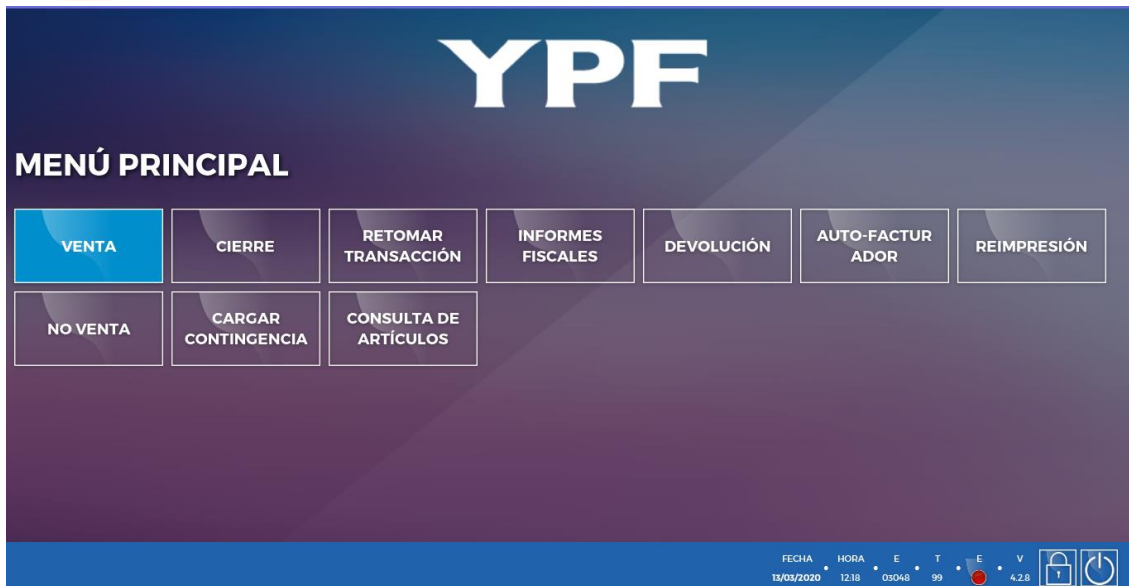 YPF
MENÚ PRINCIPAL
VENTA
CIERRE
RETOMAR
TRANSACCIÓN
INFORMES
FISCALES
DEVOLUCIÓN
AUTO-FACTUR
ADOR
REIMPRESIÓN
NO VENTA
CARGAR
CONTINGENCIA
CONSULTA DE
ARTÍCULOS
FECHA HORA E T E V
13/03/2020 12:18 03048 99 4.2.8